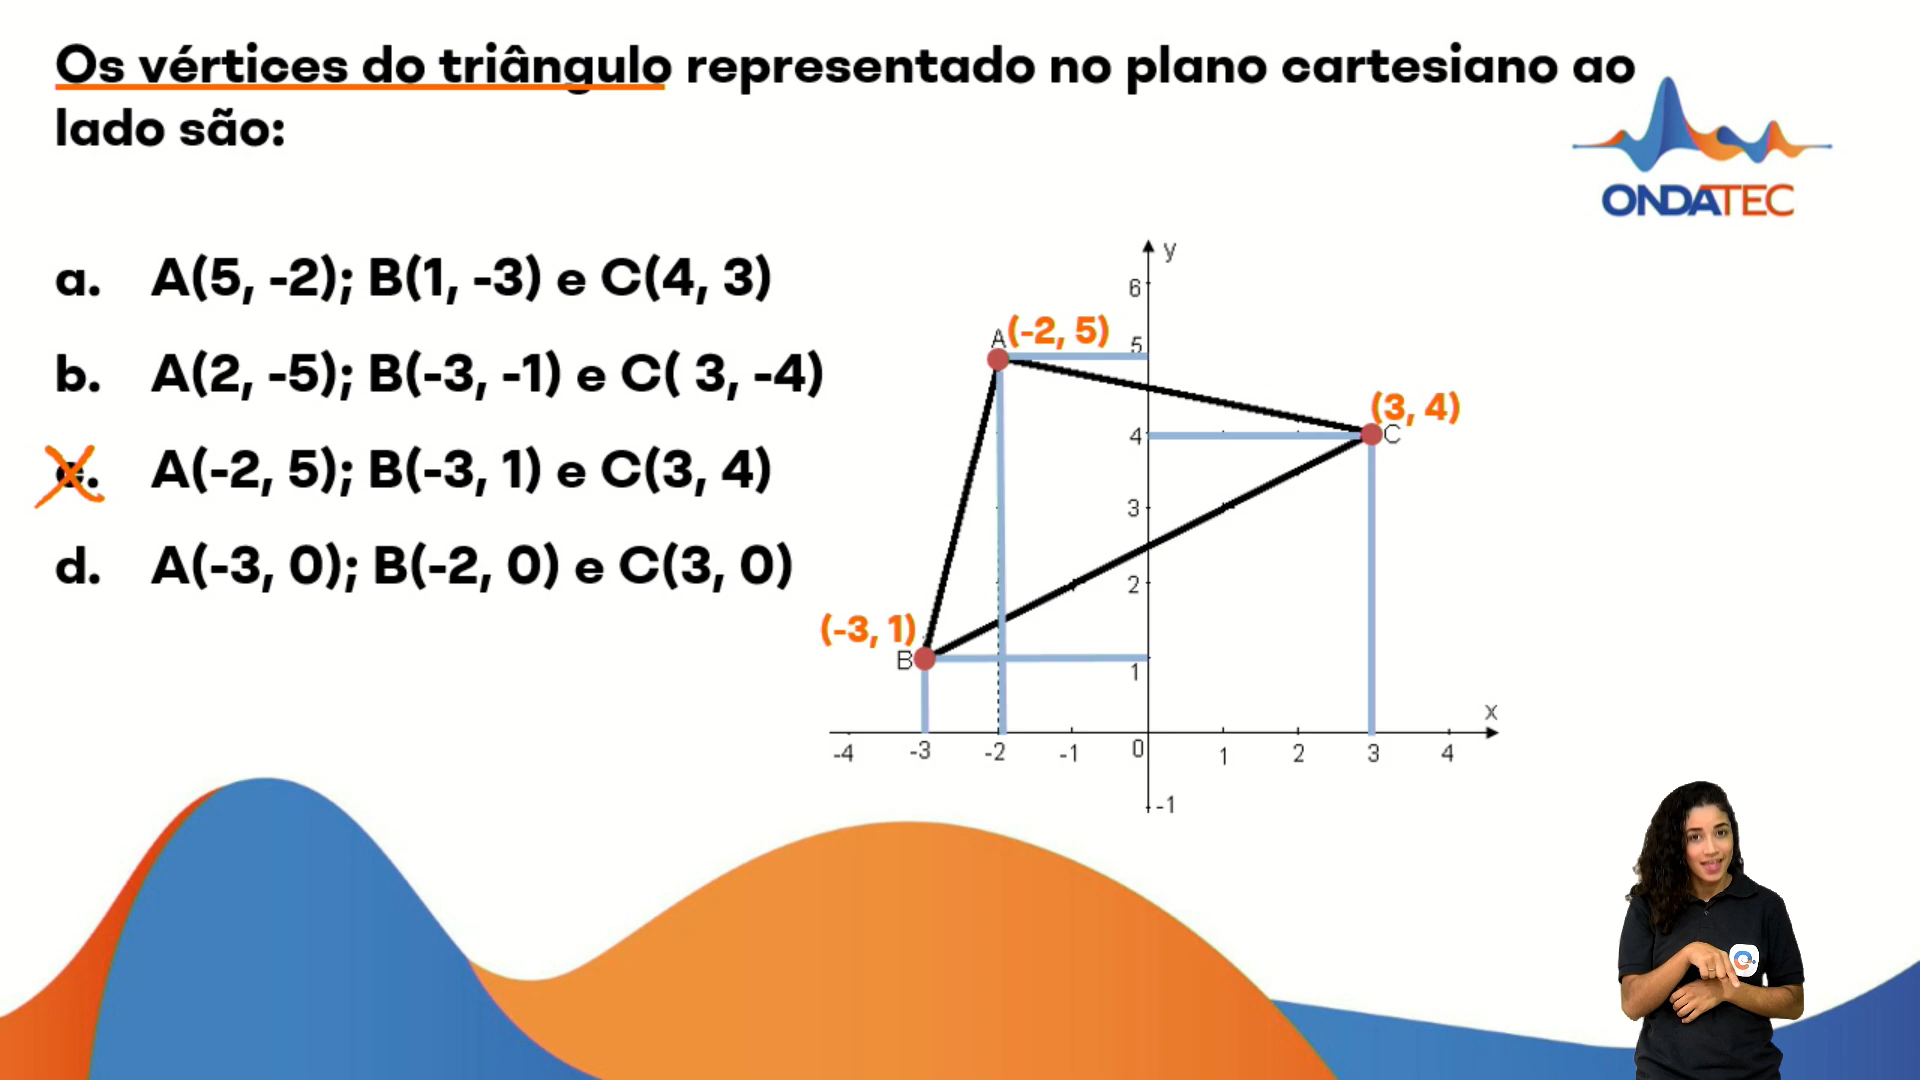 Os vértices do triângulo representado no plano cartesiano ao
lado são:
ONDATEC
a. A(5, -2); B(1, -3) e C(4, 3)
b. A(2, -5); B(-3, -1) e C( 3, -4)
c. A(-2, 5); B(-3, 1) e C(3, 4)
d. A(-3, 0); B(-2, 0) e C(3, 0)
y
6
A (-2, 5)
5
(3, 4)
4
C
3
2
(-3, 1)
B
1
x
-4 -3 -2 -1 0 1 2 3 4
-1